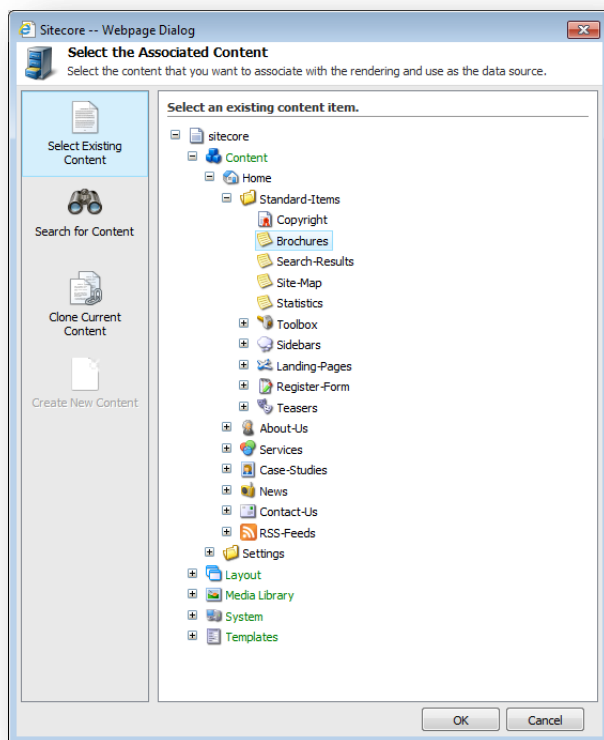 Sitecore -- Webpage Dialog
Select the Associated Content
Select the content that you want to associate with the rendering and use as the data source.
Select Existing
Content
Search for Content
Clone Current
Content
Create New Content
Select an existing content item.
sitecore
Content
Home
Standard-Items
Copyright
Brochures
Search-Results
Site-Map
Statistics
Toolbox
Sidebars
Landing-Pages
Register-Form
Teasers
About-Us
Services
Case-Studies
News
Contact-Us
RSS-Feeds
Settings
Layout
Media Library
System
Templates
OK Cancel